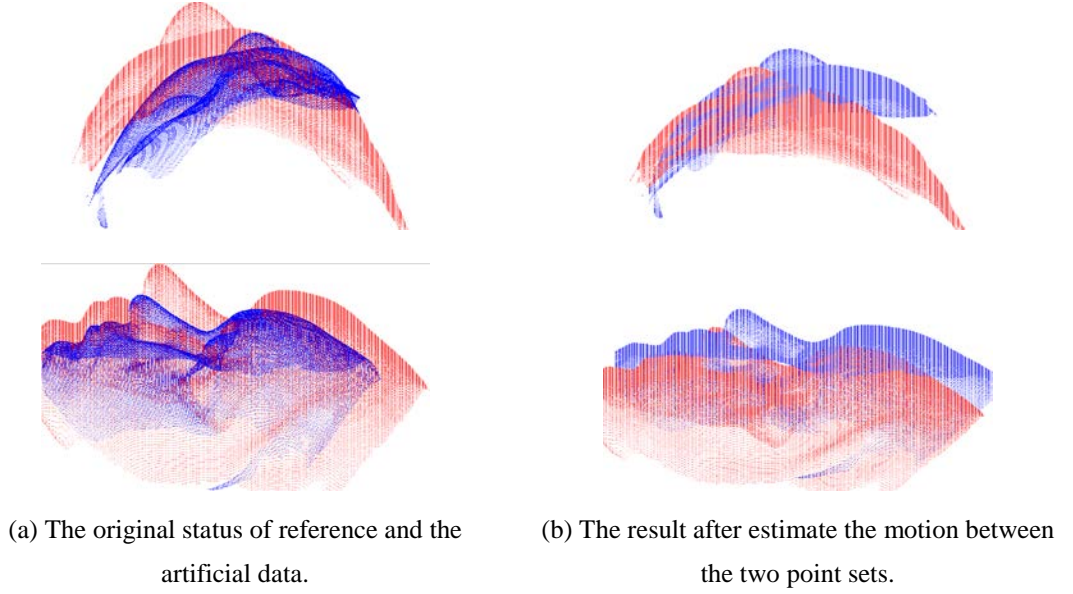 (a) The original status of reference and the
artificial data.
(b) The result after estimate the motion between
the two point sets.